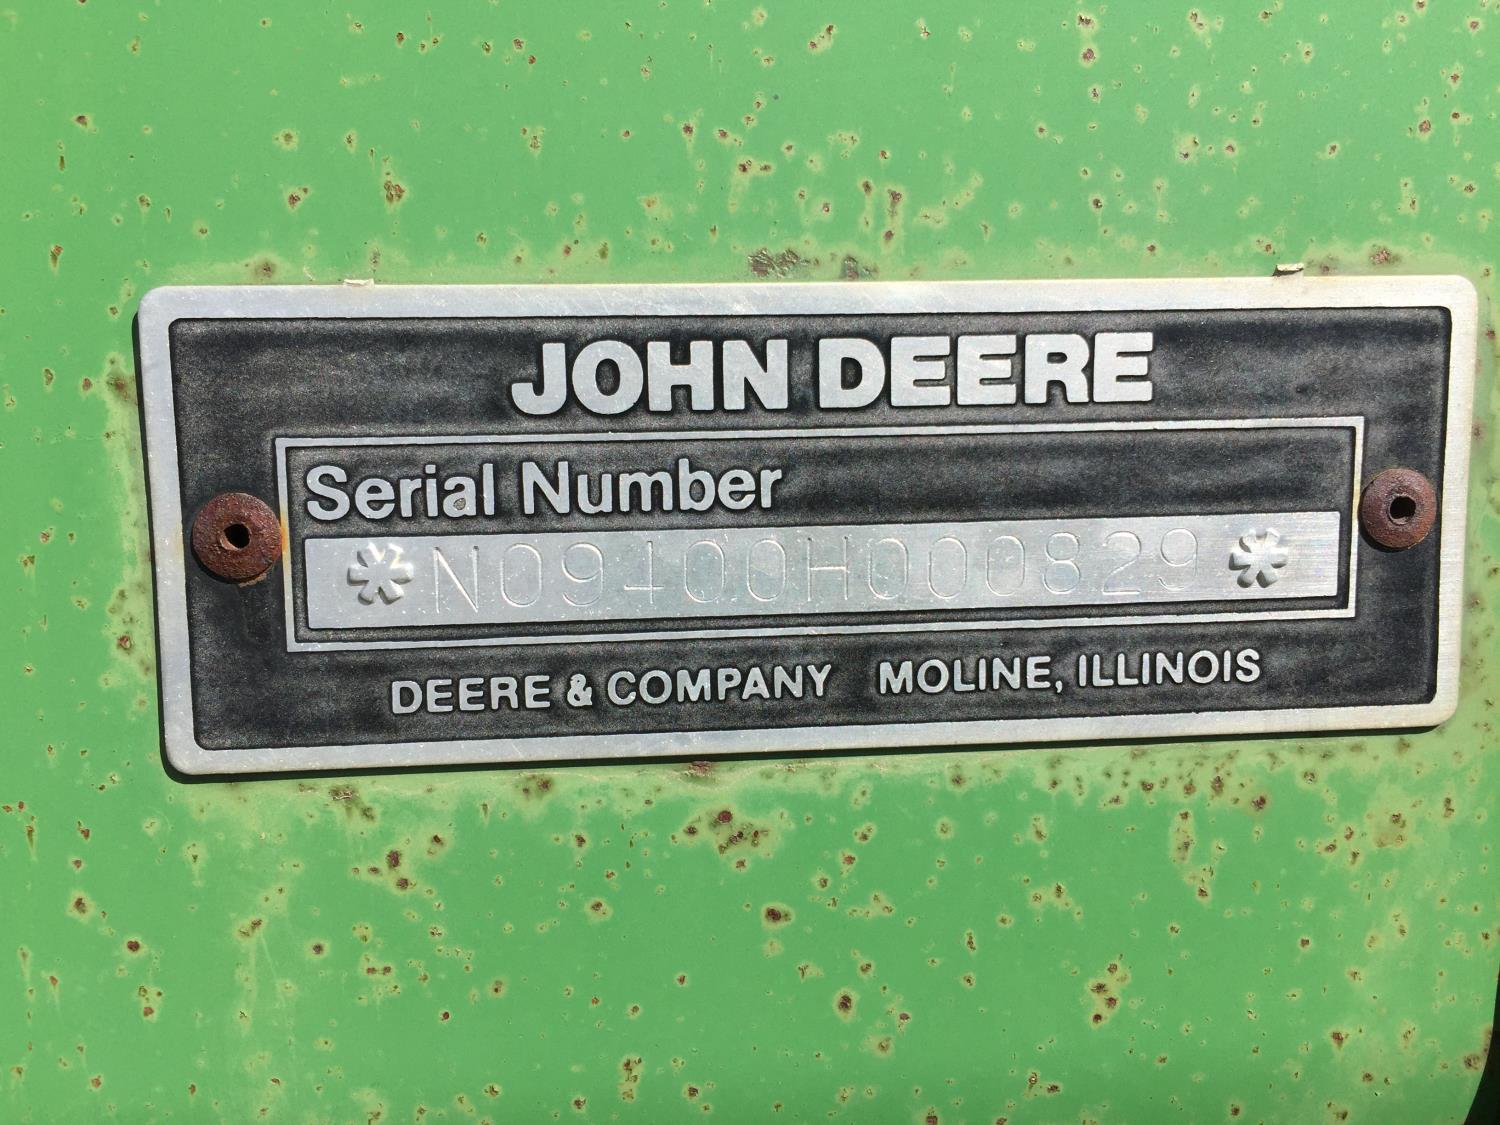 JOHN DEERE
Serial Number
*N09400H000829*
DEERE & COMPANY MOLINE, ILLINOIS